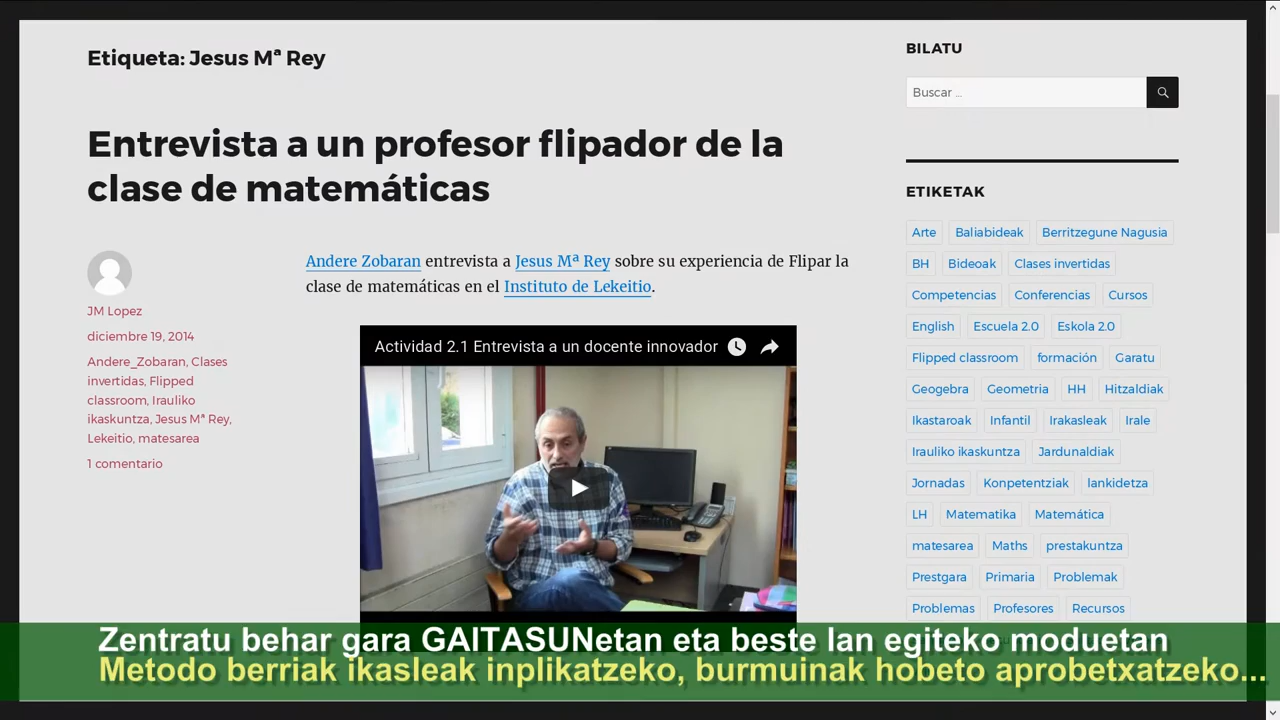 Etiqueta: Jesus Mª Rey
Entrevista a un profesor flipador de la
clase de matemáticas
JM Lopez
diciembre 19, 2014
Andere_Zobaran, Clases
invertidas, Flipped
classroom, Irauliko
ikaskuntza, Jesus Mª Rey,
Lekeitio, matesarea
1 comentario
Andere Zobaran entrevista a Jesus Mª Rey sobre su experiencia de Flipar la
clase de matemáticas en el Instituto de Lekeitio.
Actividad 2.1 Entrevista a un docente innovador
BILATU
Buscar ...
ETIKETAK
Arte Baliabideak Berritzegune Nagusia
BH Bideoak Clases invertidas
Competencias Conferencias Cursos
English Escuela 2.0 Eskola 2.0
Flipped classroom formación Garatu
Geogebra Geometria HH Hitzaldiak
Ikastaroak Infantil Irakasleak Irale
Irauliko ikaskuntza Jardunaldiak
Jornadas Konpetentziak lankidetza
LH Matematika Matemática
matesarea Maths prestakuntza
Prestgara Primaria Problemak
Problemas Profesores Recursos
Zentratu behar gara GAITASUNetan eta beste lan egiteko moduetan
Metodo berriak ikasleak inplikatzeko, burmuinak hobeto aprobetxatzeko...